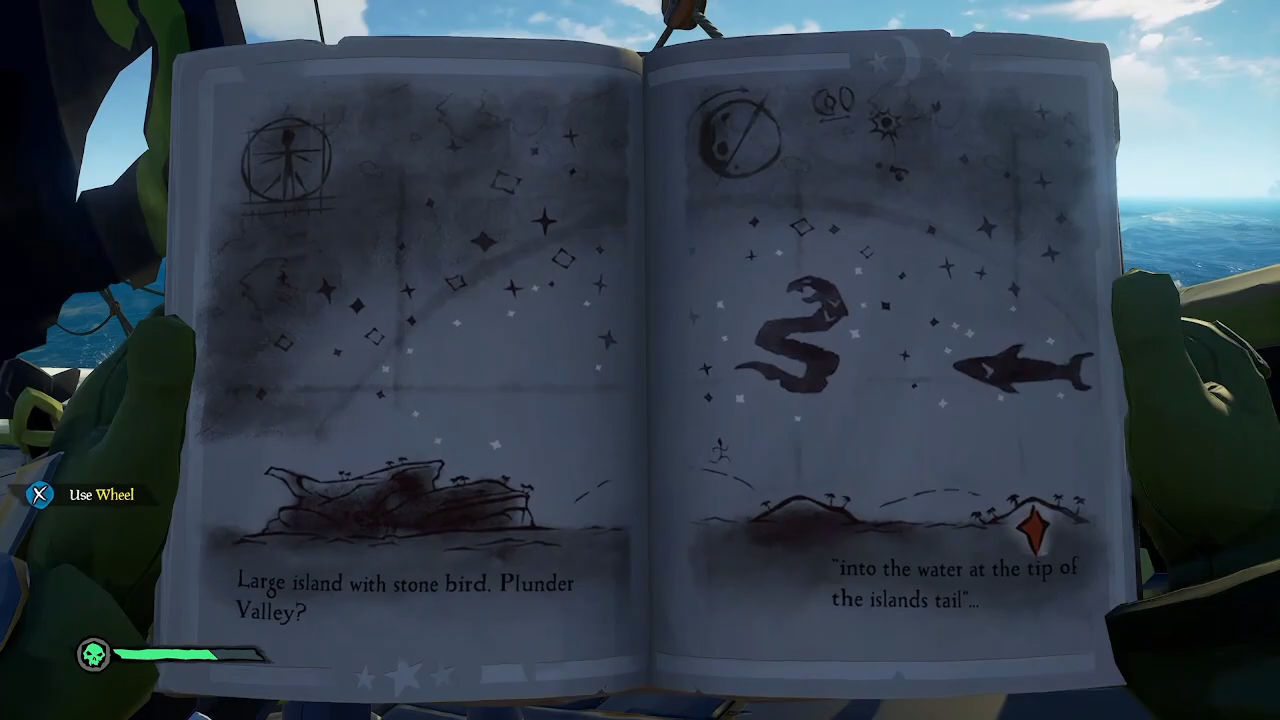 Use Wheel
Large island with stone bird. Plunder
Valley?
"into the water at the tip of
the islands tail"...